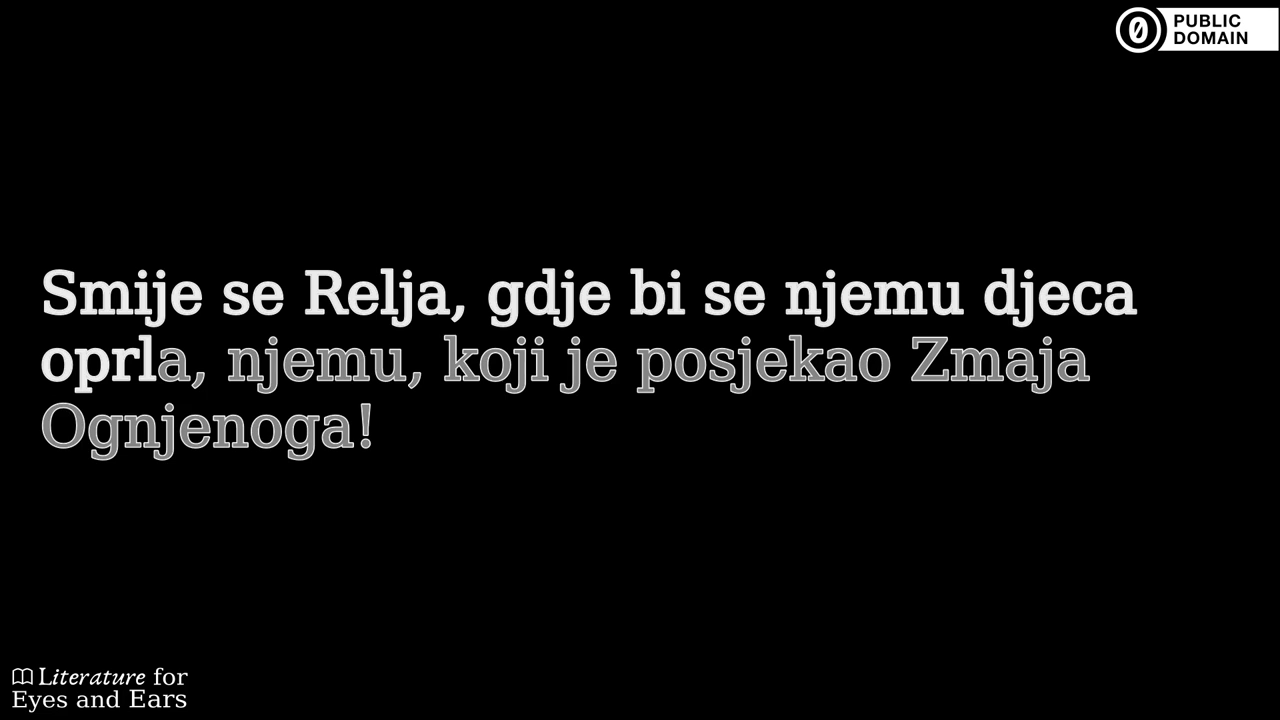 PUBLIC
DOMAIN
Smije se Relja, gdje bi se njemu djeca
oprla, njemu, koji je posjekao Zmaja
Ognjenoga!
Literature for
Eyes and Ears